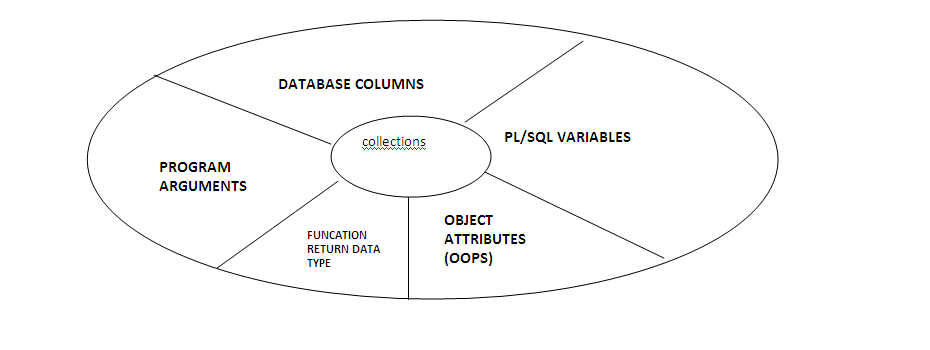 DATABASE COLUMNS
PL/SQL VARIABLES
collections
PROGRAM
ARGUMENTS
FUNCATION
RETURN DATA
TYPE
OBJECT
ATTRIBUTES
(OOPS)